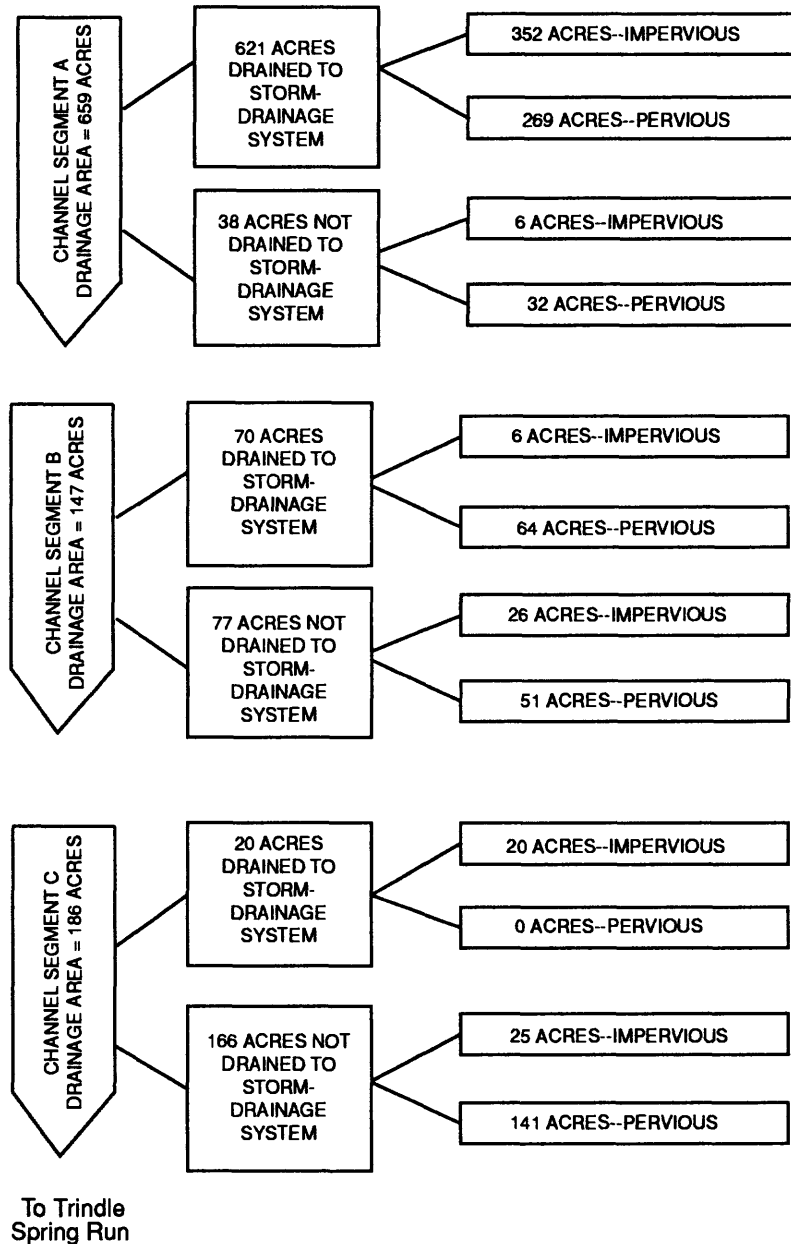 CHANNEL SEGMENT A
DRAINAGE AREA = 659 ACRES
621 ACRES
DRAINED TO
STORM-
DRAINAGE
SYSTEM
352 ACRES--IMPERVIOUS
269 ACRES--PERVIOUS
38 ACRES NOT
DRAINED TO
STORM-
DRAINAGE
SYSTEM
6 ACRES--IMPERVIOUS
32 ACRES--PERVIOUS
CHANNEL SEGMENT B
DRAINAGE AREA = 147 ACRES
70 ACRES
DRAINED TO
STORM-
DRAINAGE
SYSTEM
6 ACRES--IMPERVIOUS
64 ACRES--PERVIOUS
77 ACRES NOT
DRAINED TO
STORM-
DRAINAGE
SYSTEM
26 ACRES--IMPERVIOUS
51 ACRES--PERVIOUS
CHANNEL SEGMENT C
DRAINAGE AREA = 186 ACRES
20 ACRES
DRAINED TO
STORM-
DRAINAGE
SYSTEM
20 ACRES--IMPERVIOUS
0 ACRES--PERVIOUS
166 ACRES NOT
DRAINED TO
STORM-
DRAINAGE
SYSTEM
25 ACRES--IMPERVIOUS
141 ACRES--PERVIOUS
To Trindle
Spring Run